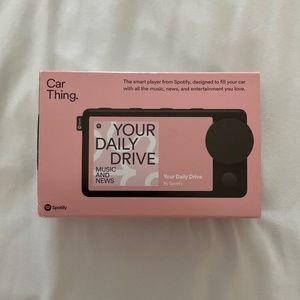 Car
Thing.
The smart player from Spotify, designed to fill your car
with all the music, news, and entertainment you love.
YOUR
DAILY
DRIVE
MUSIC
AND
NEWS
Your Daily Drive
By Spotify
Spotify